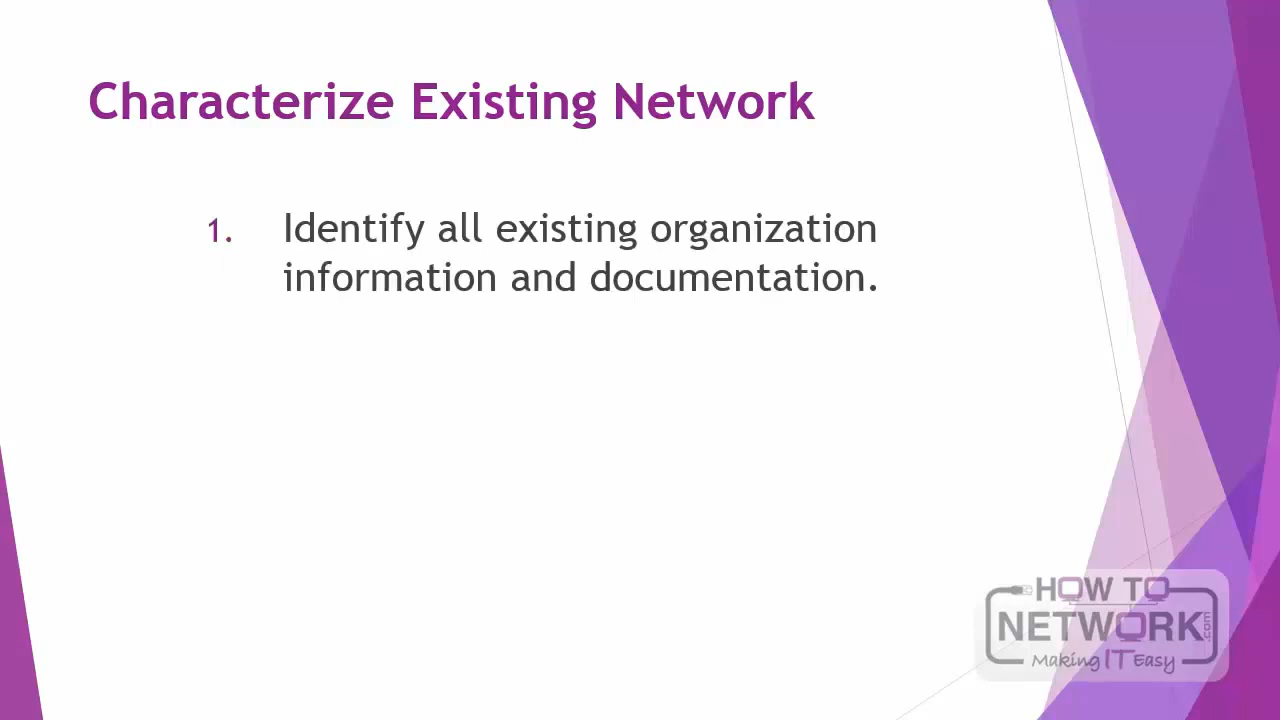 Characterize Existing Network
1. Identify all existing organization
information and documentation.
HOW TO
NETWORK.com
Making IT Easy